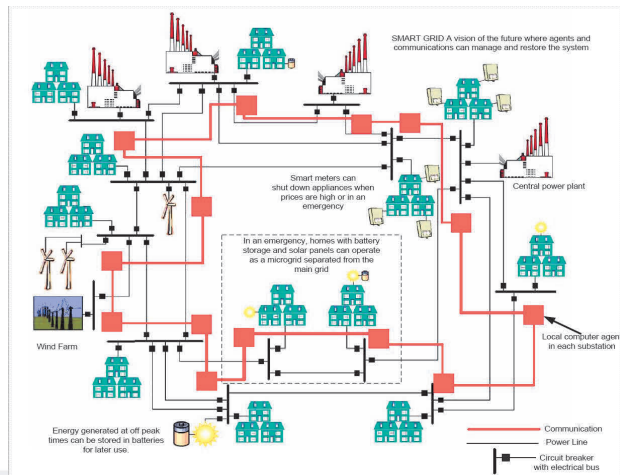 SMART GRID A vision of the future where agents and
communications can manage and restore the system
Smart meters can
shut down appliances when
prices are high or in an
emergency
Central power plant
In an emergency, homes with battery
storage and solar panels can operate
as a microgrid separated from the
main grid
Wind Farm
Local computer agen
in each substation
Energy generated at off peak
times can be stored in batteries
for later use.
Communication
Power Line
Circuit breaker
with electrical bus